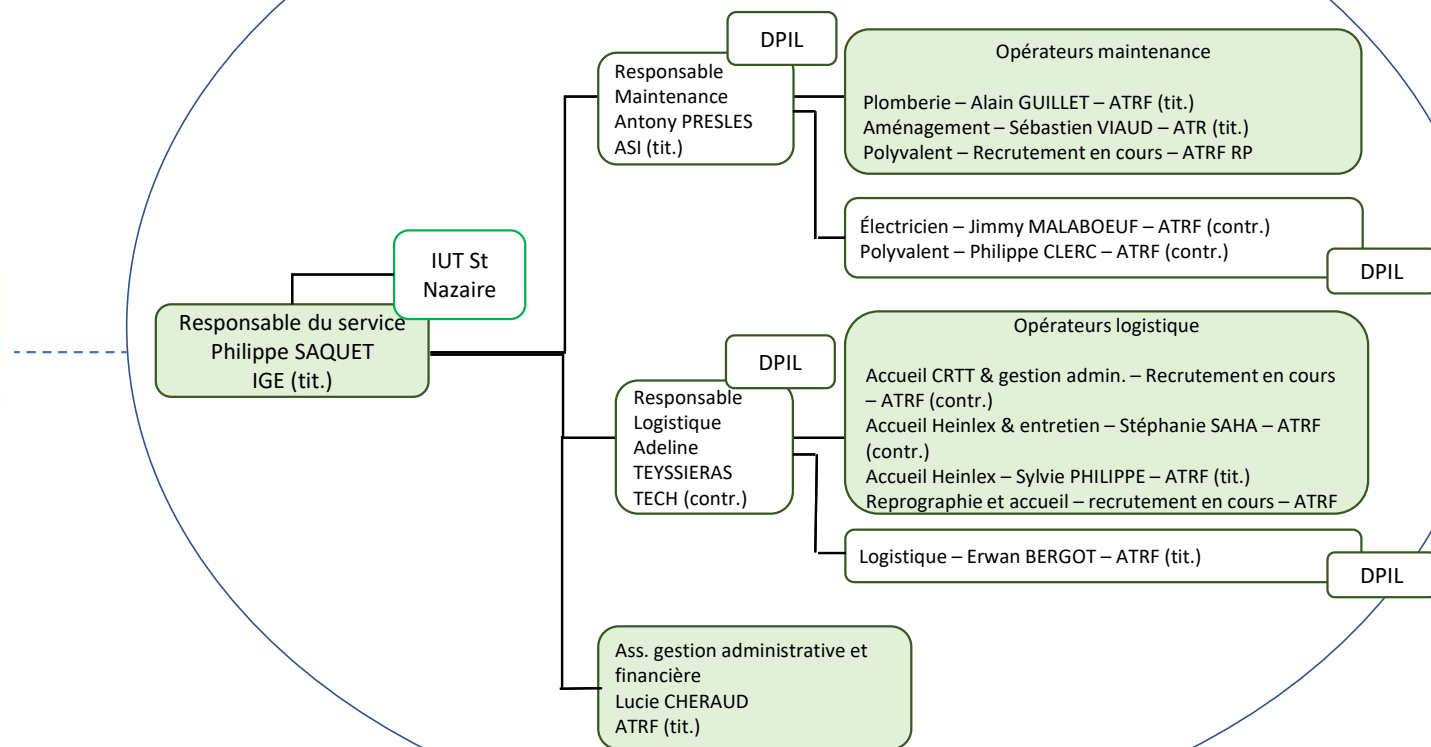 IUT St
Nazaire
Responsable du service
Philippe SAQUET
IGE (tit.)
DPIL
Responsable
Maintenance
Antony PRESLES
ASI (tit.)
Opérateurs maintenance
Plomberie – Alain GUILLET – ATRF (tit.)
Aménagement – Sébastien VIAUD – ATR (tit.)
Polyvalent – Recrutement en cours – ATRF RP
Électricien – Jimmy MALABOEUF – ATRF (contr.)
Polyvalent – Philippe CLERC – ATRF (contr.)
DPIL
DPIL
Responsable
Logistique
Adeline
TEYSSIERAS
TECH (contr.)
Opérateurs logistique
Accueil CRTT & gestion admin. – Recrutement en cours
– ATRF (contr.)
Accueil Heinlex & entretien – Stéphanie SAHA – ATRF
(contr.)
Accueil Heinlex – Sylvie PHILIPPE – ATRF (tit.)
Reprographie et accueil – recrutement en cours – ATRF
Logistique – Erwan BERGOT – ATRF (tit.)
DPIL
Ass. gestion administrative et
financière
Lucie CHERAUD
ATRF (tit.)